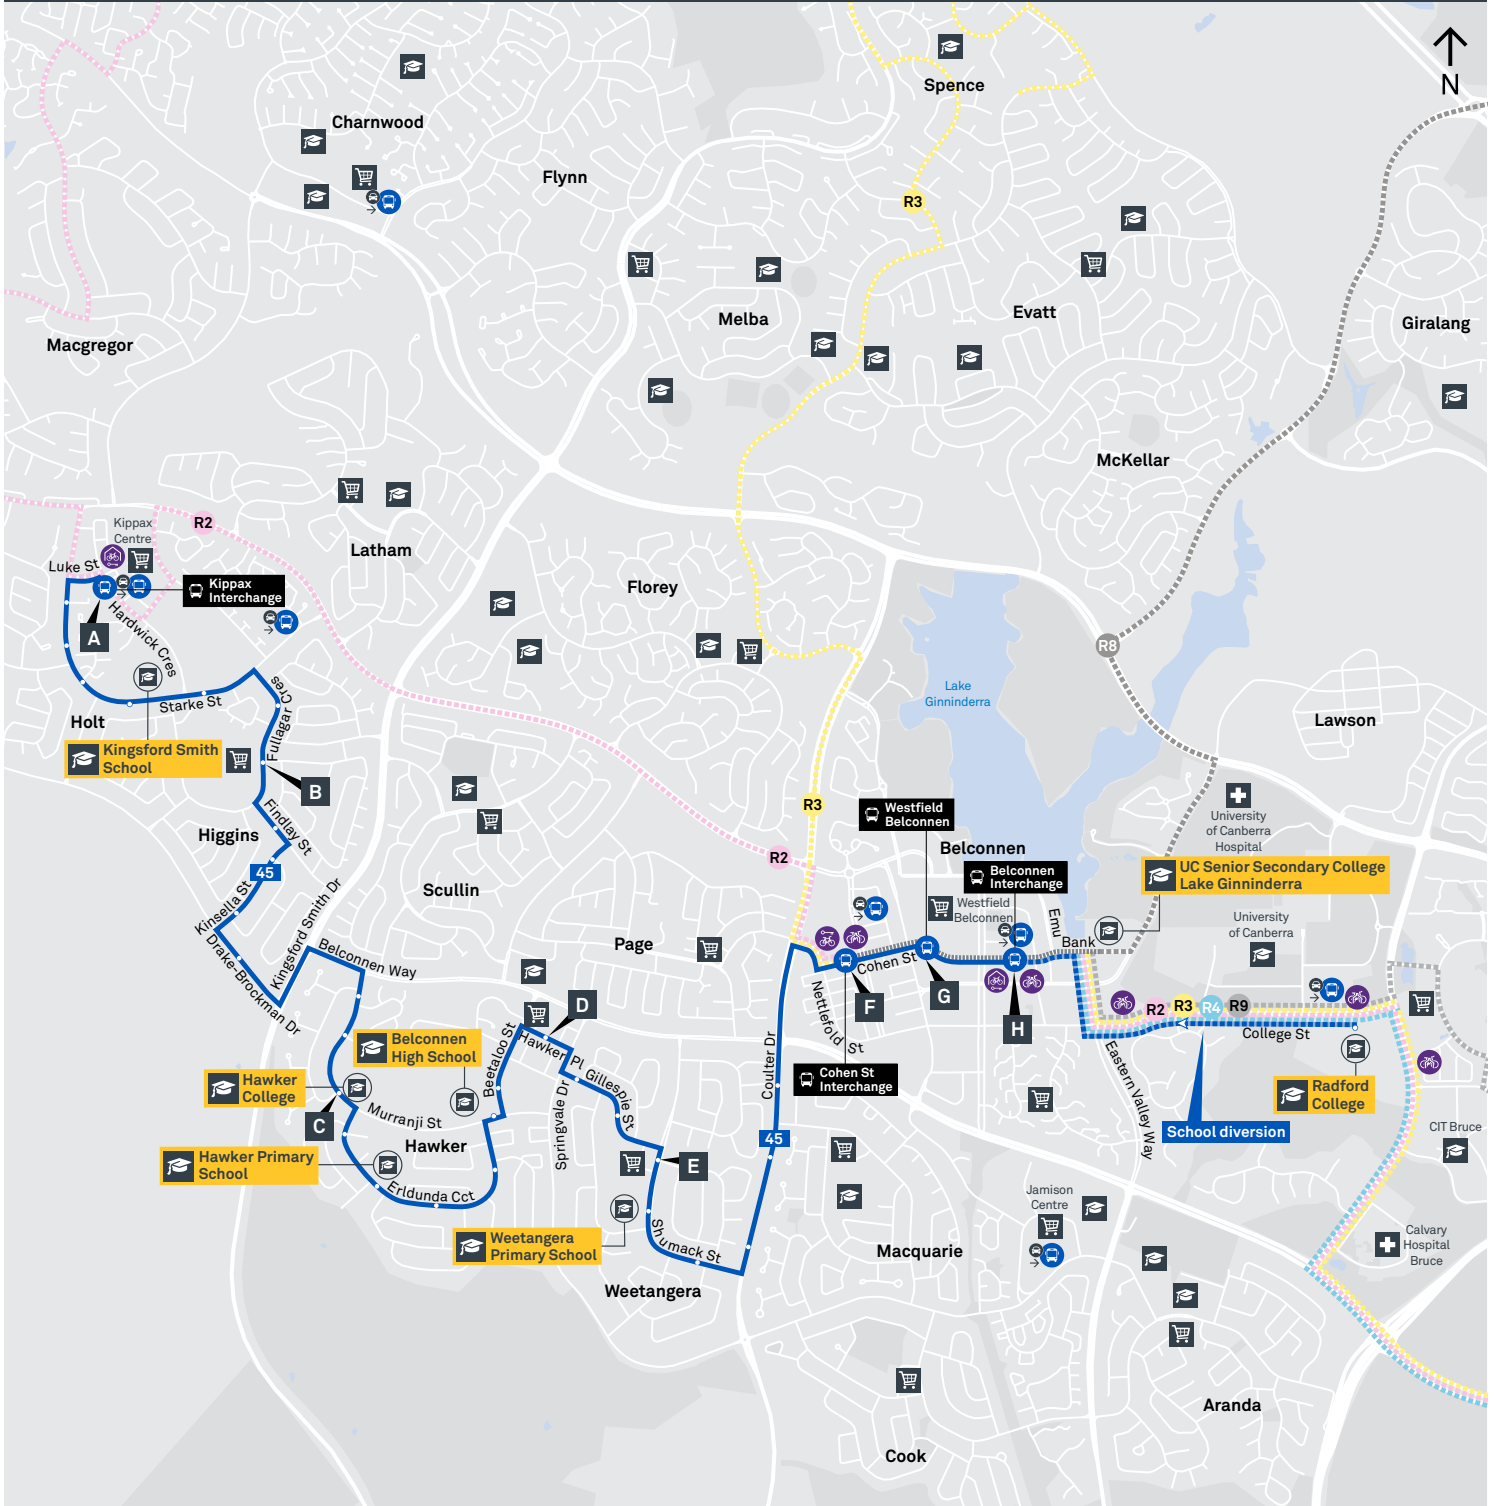 N
Spence
Charnwood
Flynn
R3
Melba
Evatt
Giralang
Macgregor
McKellar
R2
Kippax
Centre
Latham
Luke St
Kippax
Interchange
Florey
A
Hardwick Cres
R8
Lake
Ginninderra
Starke St
Fullagar Cres
Holt
Lawson
Kingsford Smith
School
B
R3
Westfield
Belconnen
University
of Canberra
Hospital
Findlay St
Higgins
Belconnen
R2
Belconnen
Interchange
UC Senior Secondary College
Lake Ginninderra
45
Scullin
Kinsella St
Kingsford Smith Dr
Westfield
Belconnen
Emu
Bank
University
of Canberra
Page
Belconnen Way
Drake-Brockman Dr
Cohen St
F
G
H
D
Nettlefold St
R2
R3
R4
R9
College St
Belconnen
High School
Beetaloo St
Hawker Pl
Coulter Dr
Eastern Valley Way
Hawker
College
Gillespie St
Springvale Dr
Cohen St
Interchange
Radford
College
C
Murranji St
Hawker
45
School diversion
CIT Bruce
Hawker Primary
School
E
Erldunda Cct
Jamison
Centre
Weetangera
Primary School
Shumack St
Macquarie
Calvary
Hospital
Bruce
Weetangera
Aranda
Cook